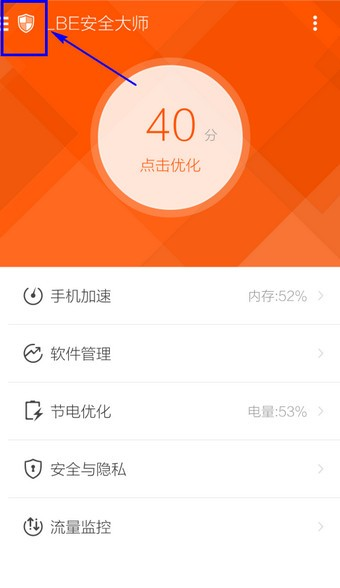 _BE安全大师
40 分
点击优化
手机加速 内存:52%
软件管理
节电优化 电量:53%
安全与隐私
流量监控